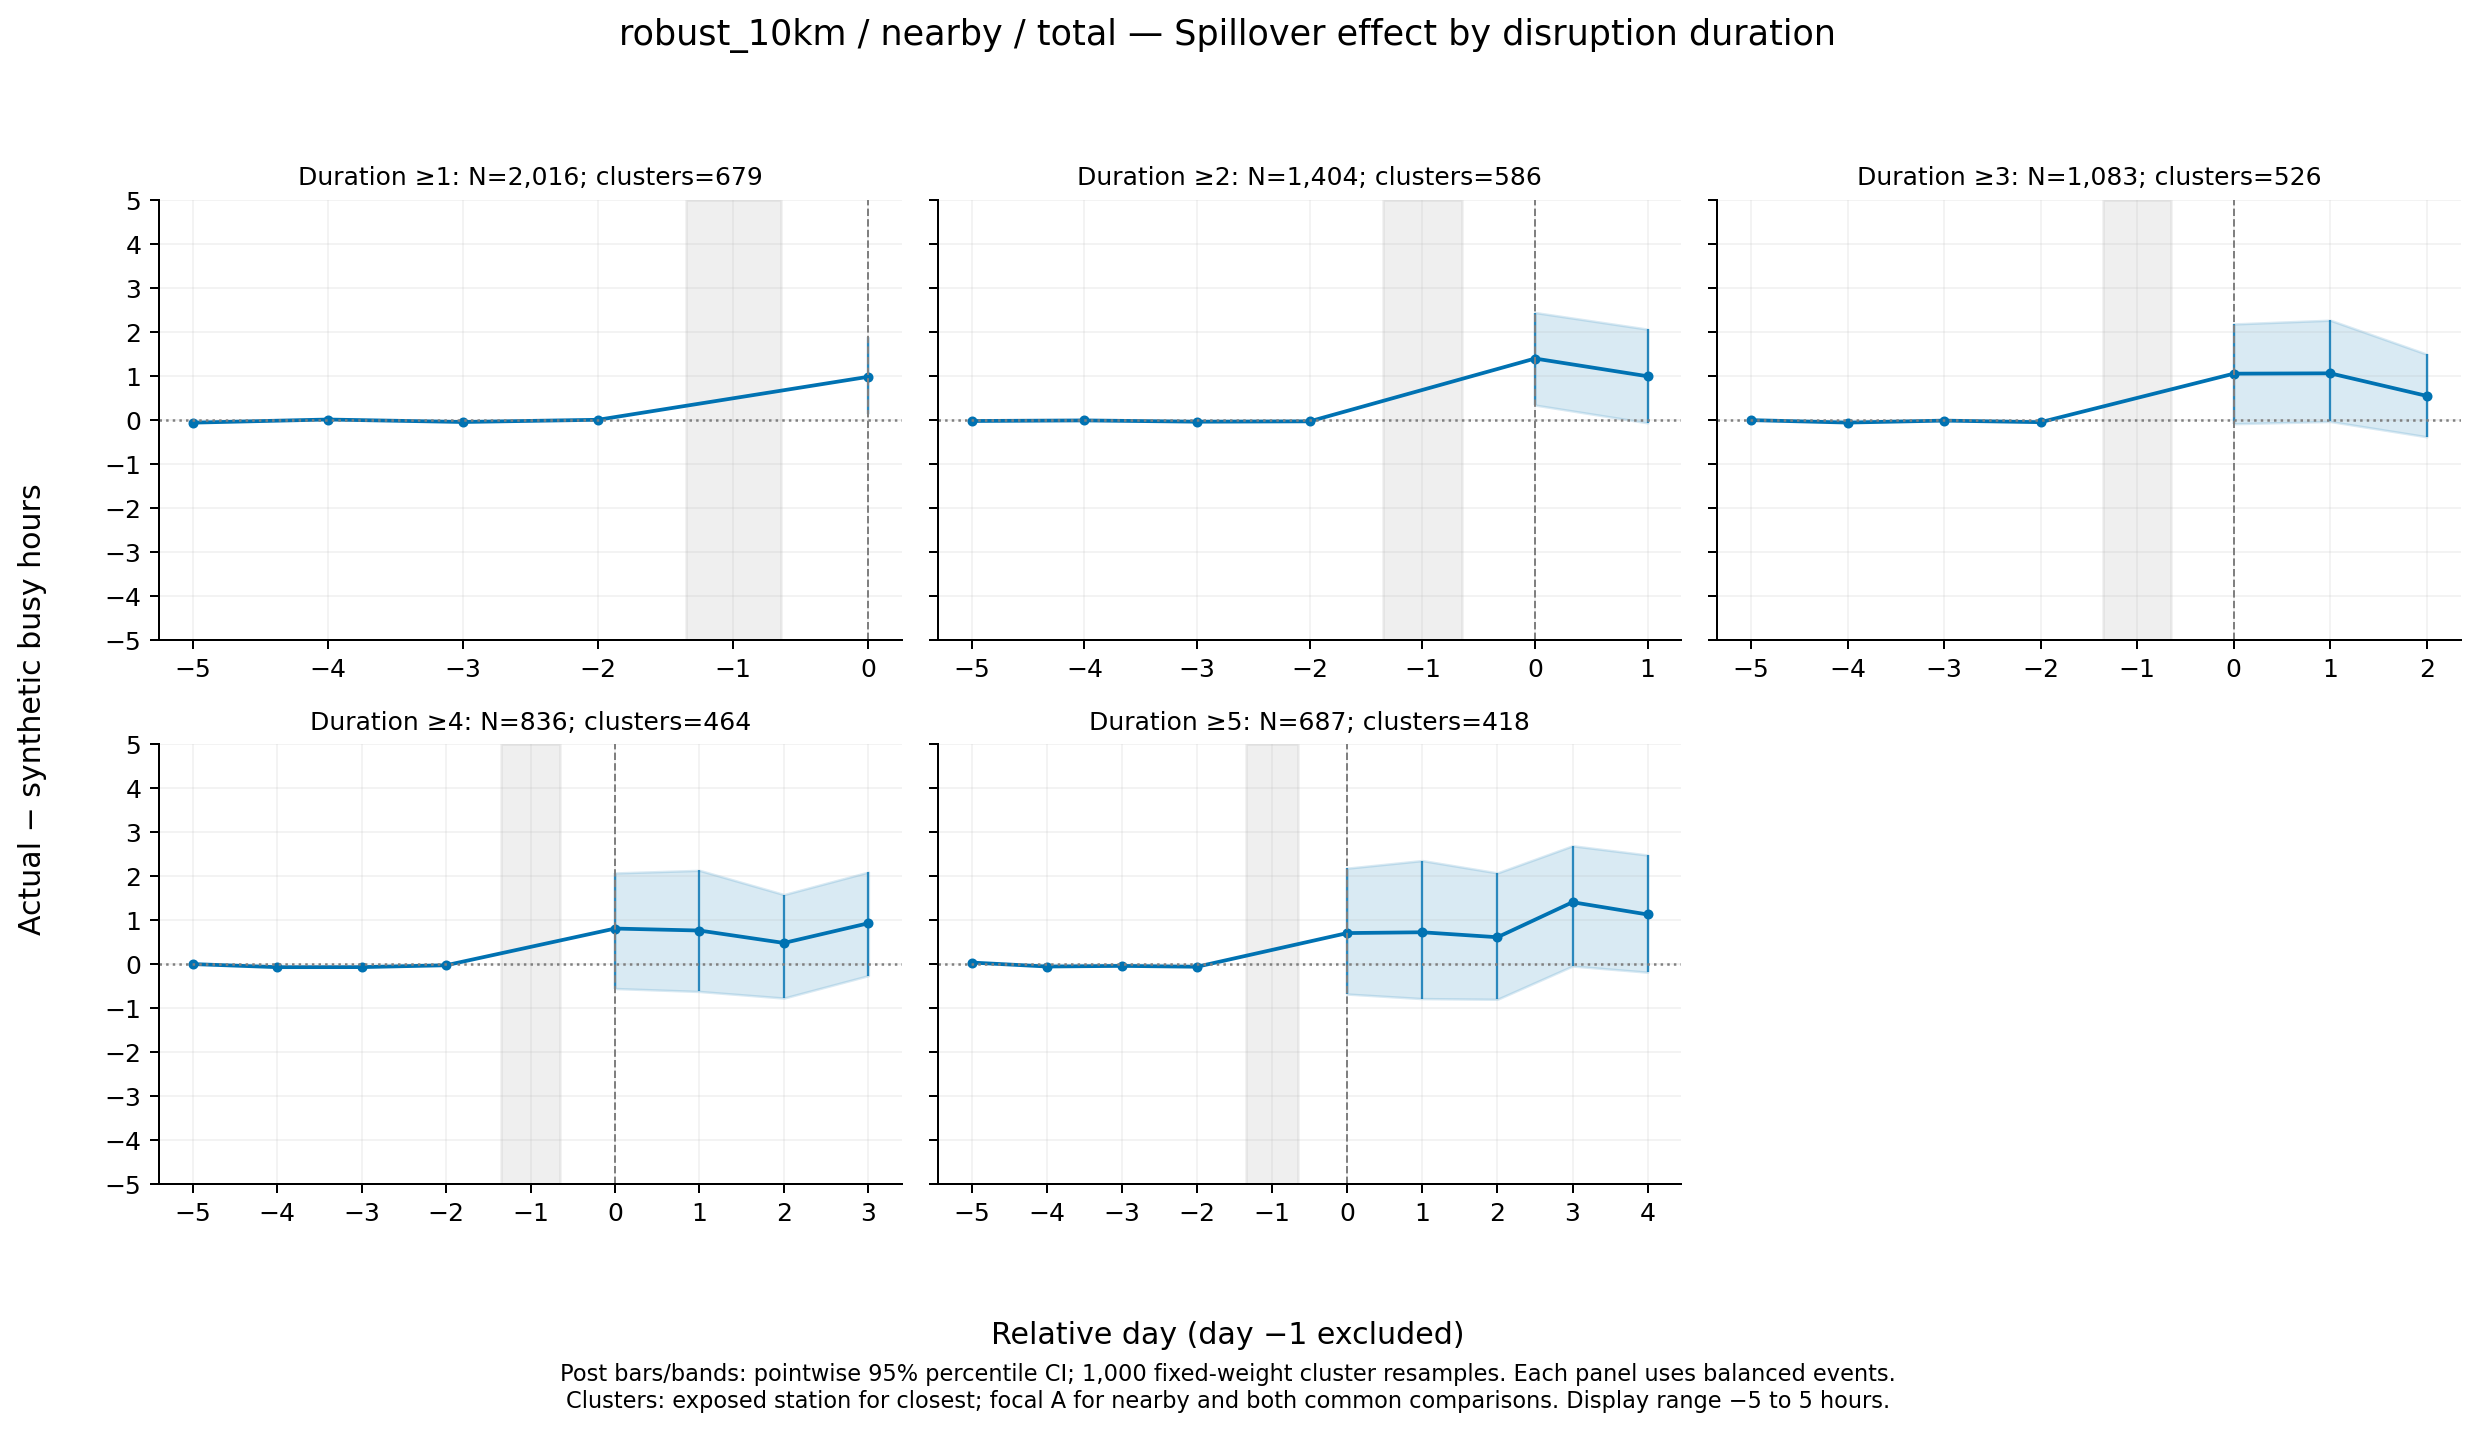 robust_10km / nearby / total — Spillover effect by disruption duration
Duration ≥1: N=2,016; clusters=679
Duration ≥2: N=1,404; clusters=586
Duration ≥3: N=1,083; clusters=526
5
4
3
2
1
0
−1
−2
−3
−4
−5
−5 −4 −3 −2 −1 0
−5 −4 −3 −2 −1 0 1
−5 −4 −3 −2 −1 0 1 2
Actual − synthetic busy hours
Duration ≥4: N=836; clusters=464
Duration ≥5: N=687; clusters=418
5
4
3
2
1
0
−1
−2
−3
−4
−5
−5 −4 −3 −2 −1 0 1 2 3
−5 −4 −3 −2 −1 0 1 2 3 4
Relative day (day −1 excluded)
Post bars/bands: pointwise 95% percentile CI; 1,000 fixed-weight cluster resamples. Each panel uses balanced events.
Clusters: exposed station for closest; focal A for nearby and both common comparisons. Display range −5 to 5 hours.